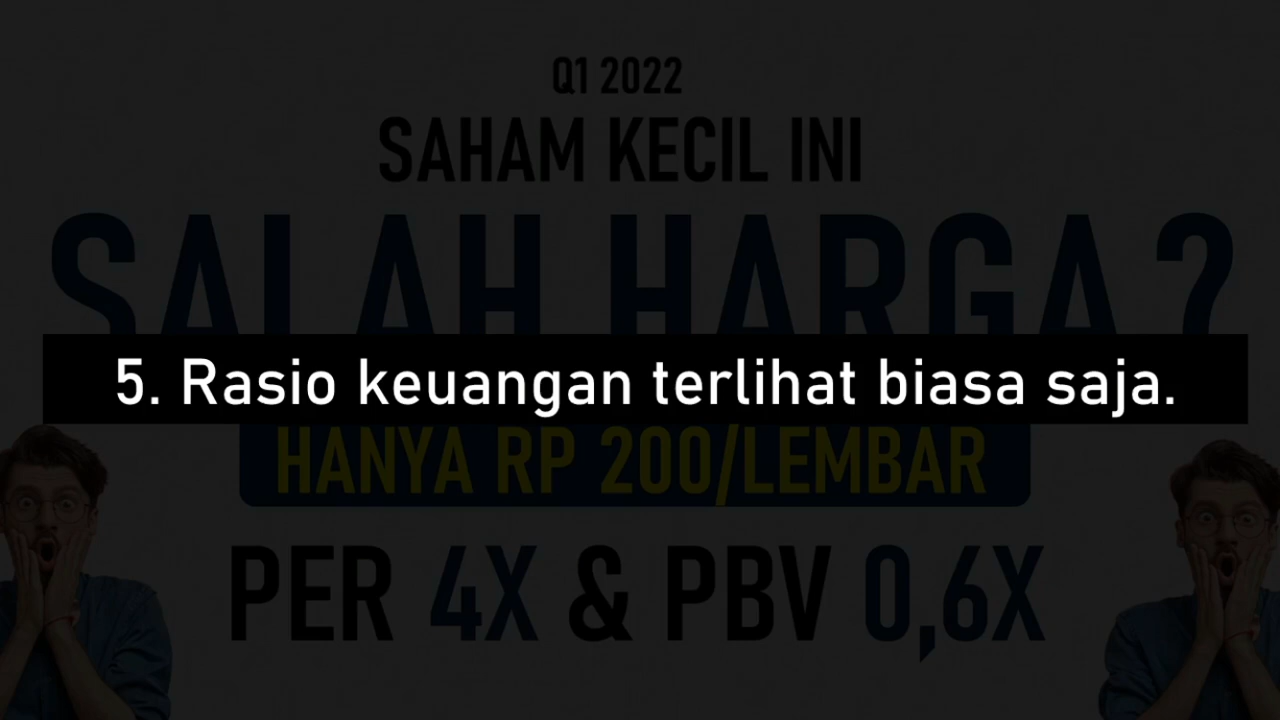 Q1 2022
SAHAM KECIL INI
SALAH HARGA?
5. Rasio keuangan terlihat biasa saja.
HANYA RP 200/LEMBAR
PER 4X & PBV 0,6X